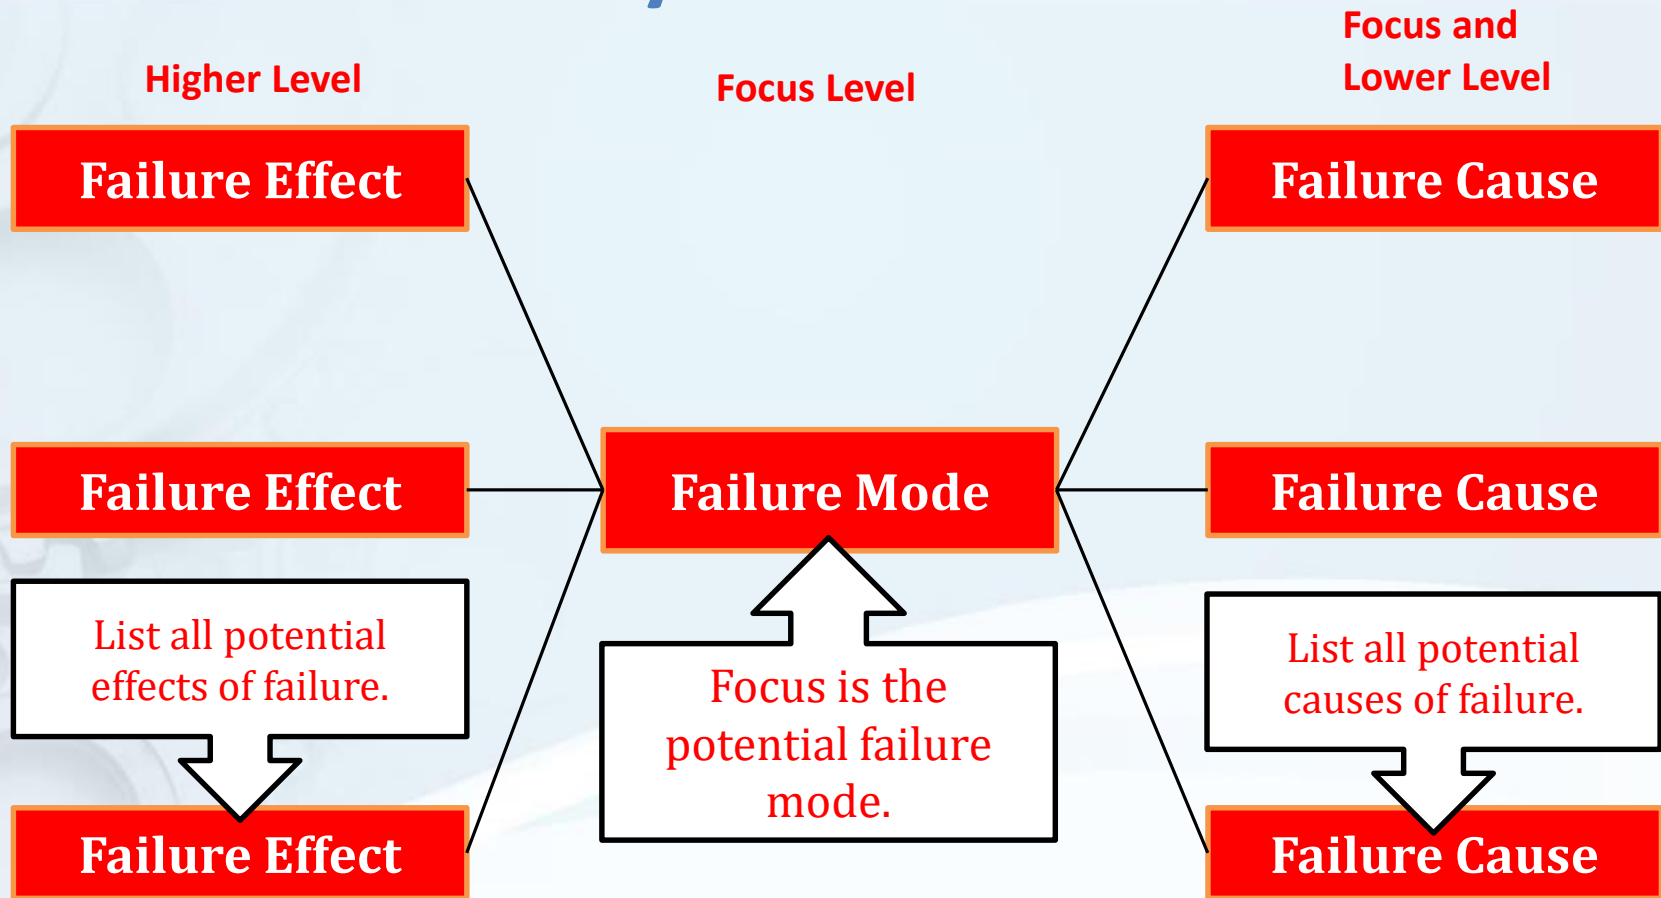 Higher Level
Focus Level
Focus and
Lower Level
Failure Effect
Failure Cause
Failure Effect
Failure Mode
Failure Cause
List all potential
effects of failure.
Focus is the
potential failure
mode.
List all potential
causes of failure.
Failure Effect
Failure Cause